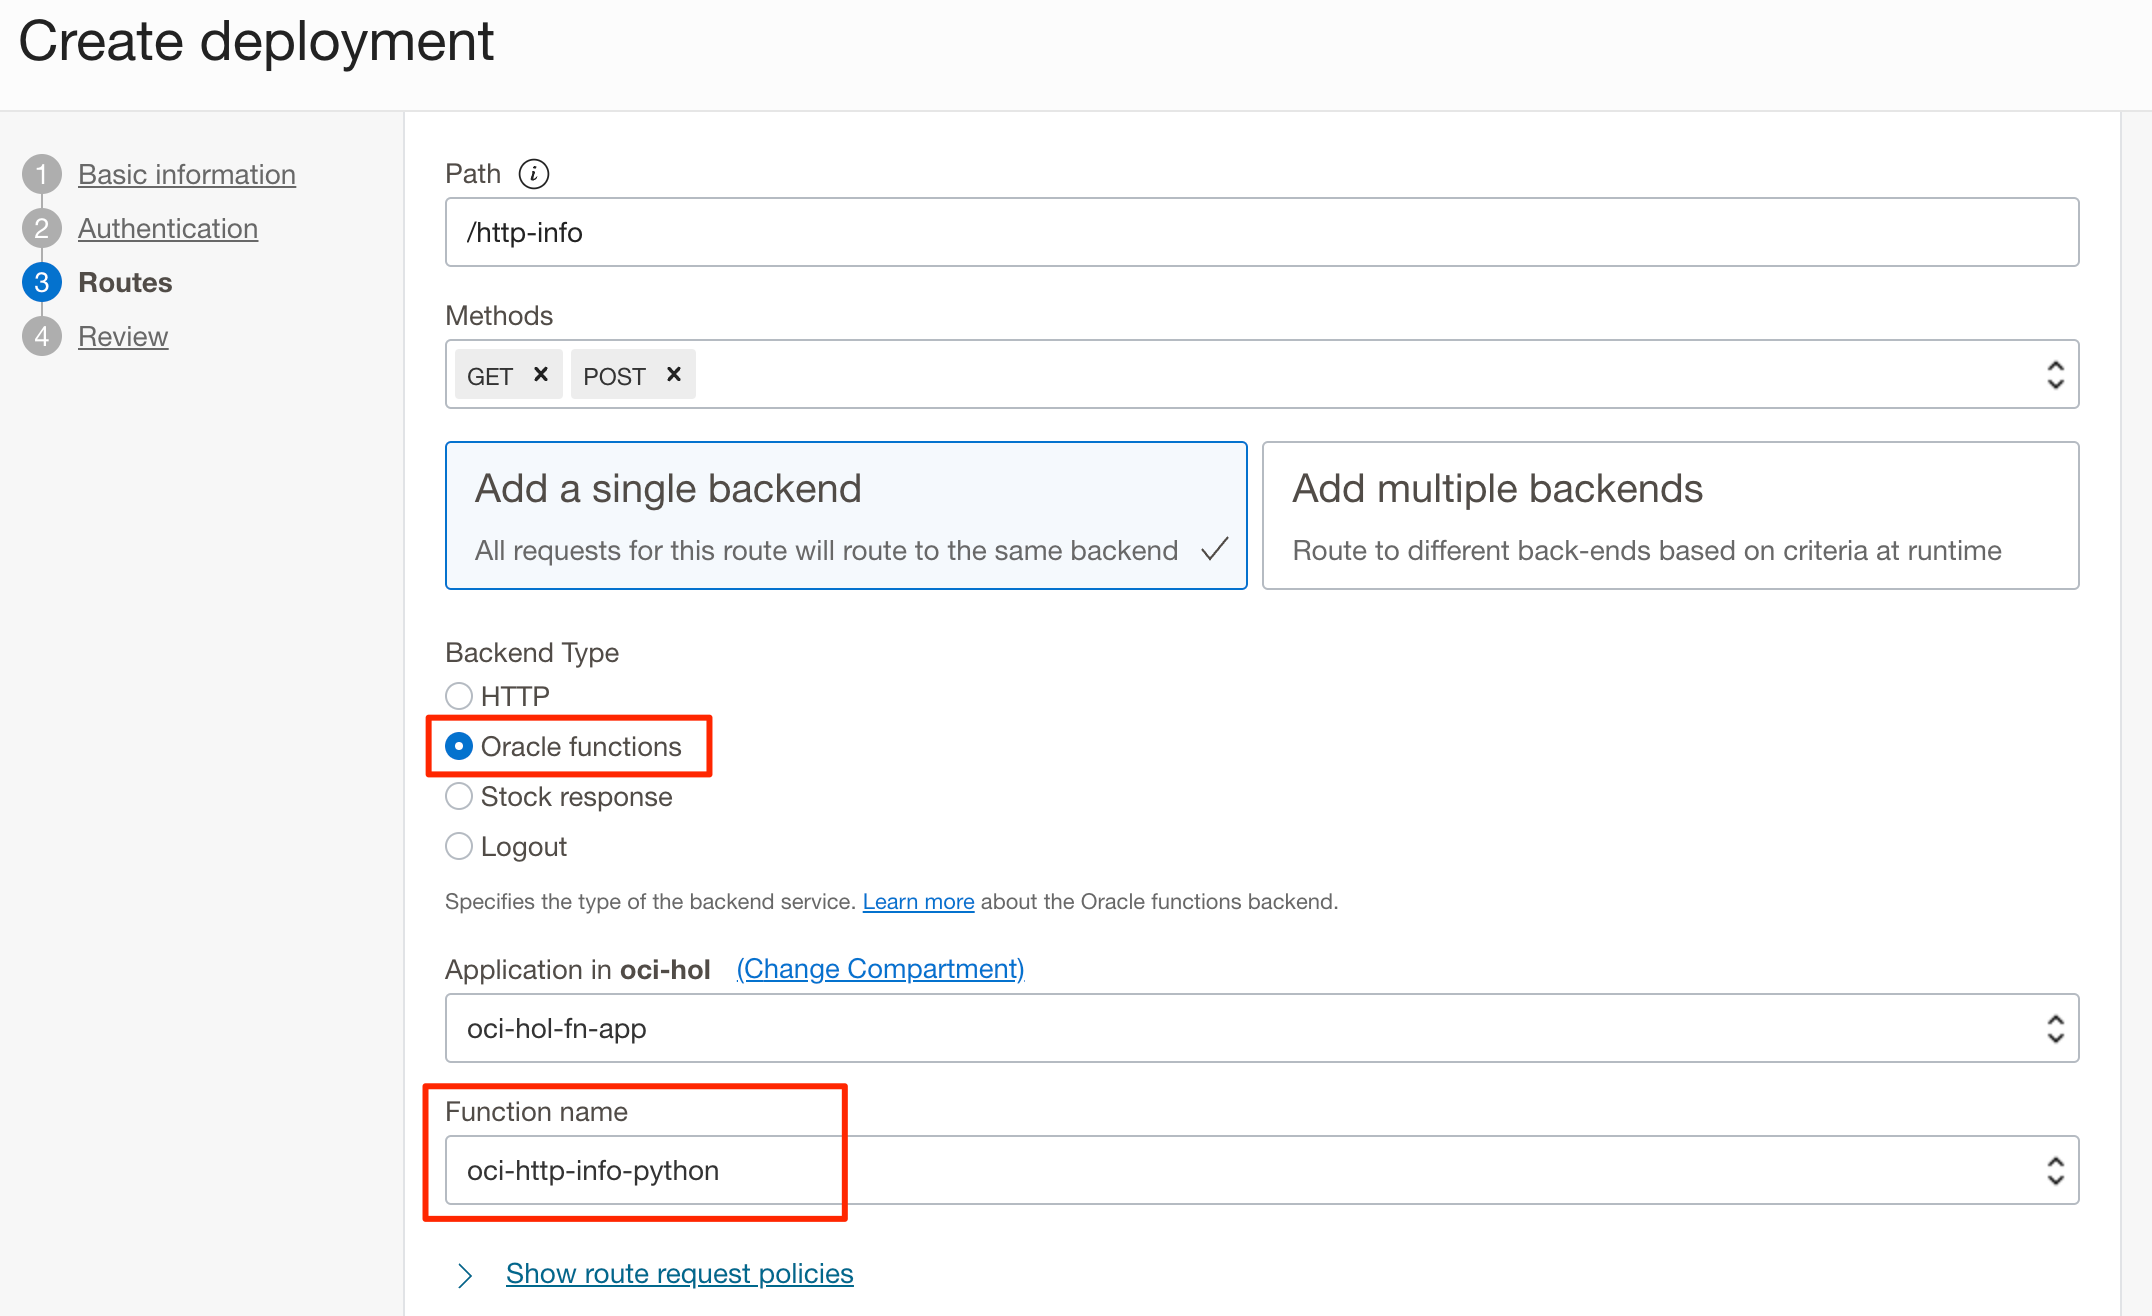 Create deployment
1 Basic information
2 Authentication
3 Routes
4 Review
Path i
/http-info
Methods
GET × POST ×
Add a single backend
All requests for this route will route to the same backend
Add multiple backends
Route to different back-ends based on criteria at runtime
Backend Type
HTTP
Oracle functions
Stock response
Logout
Specifies the type of the backend service. Learn more about the Oracle functions backend.
Application in oci-hol (Change Compartment)
oci-hol-fn-app
Function name
oci-http-info-python
Show route request policies